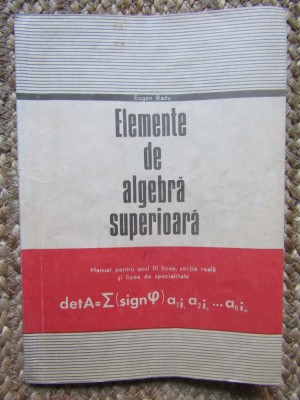 Eugen Radu
Elemente
de
algebră
superioară
Manual pentru anul III liceu, secția reală
și licee de specialitate
detA=Σ(signφ) a₁i₁ a₂i₂ ...aₙiₙ